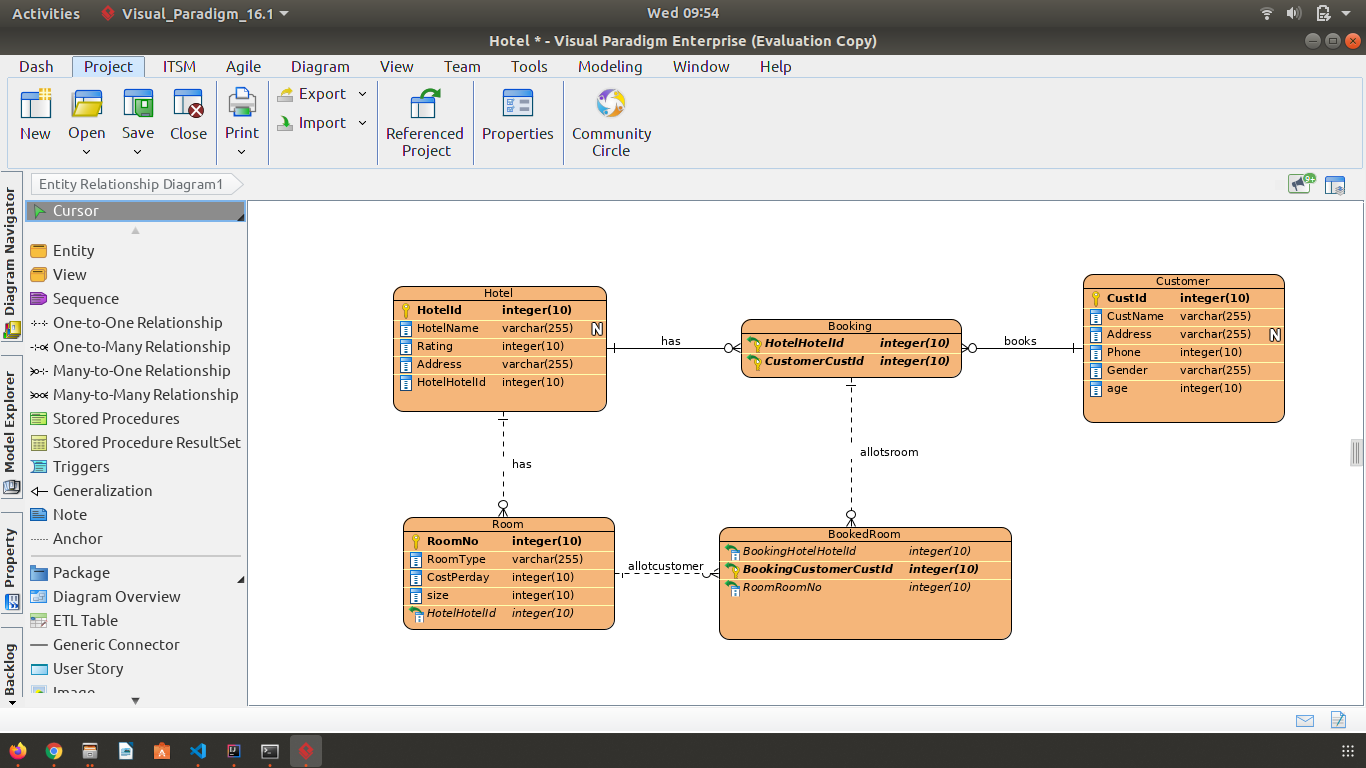 Activities Visual_Paradigm_16.1 Wed 09:54
Hotel * - Visual Paradigm Enterprise (Evaluation Copy)
Dash Project ITSM Agile Diagram View Team Tools Modeling Window Help
New Open Save Close Print Export Import Referenced Project Properties Community Circle
Entity Relationship Diagram1
9+
Diagram Navigator
Model Explorer
Property
Backlog
Cursor
Entity
View
Sequence
One-to-One Relationship
One-to-Many Relationship
Many-to-One Relationship
Many-to-Many Relationship
Stored Procedures
Stored Procedure ResultSet
Triggers
Generalization
Note
Anchor
Package
Diagram Overview
ETL Table
Generic Connector
User Story
Image
Hotel
HotelId integer(10)
HotelName varchar(255) N
Rating integer(10)
Address varchar(255)
HotelHotelId integer(10)
has
Booking
HotelHotelId integer(10)
CustomerCustId integer(10)
books
Customer
CustId integer(10)
CustName varchar(255)
Address varchar(255) N
Phone integer(10)
Gender varchar(255)
age integer(10)
has
allotsroom
Room
RoomNo integer(10)
RoomType varchar(255)
CostPerday integer(10)
size integer(10)
HotelHotelId integer(10)
allotcustomer
BookedRoom
BookingHotelHotelId integer(10)
BookingCustomerCustId integer(10)
RoomRoomNo integer(10)